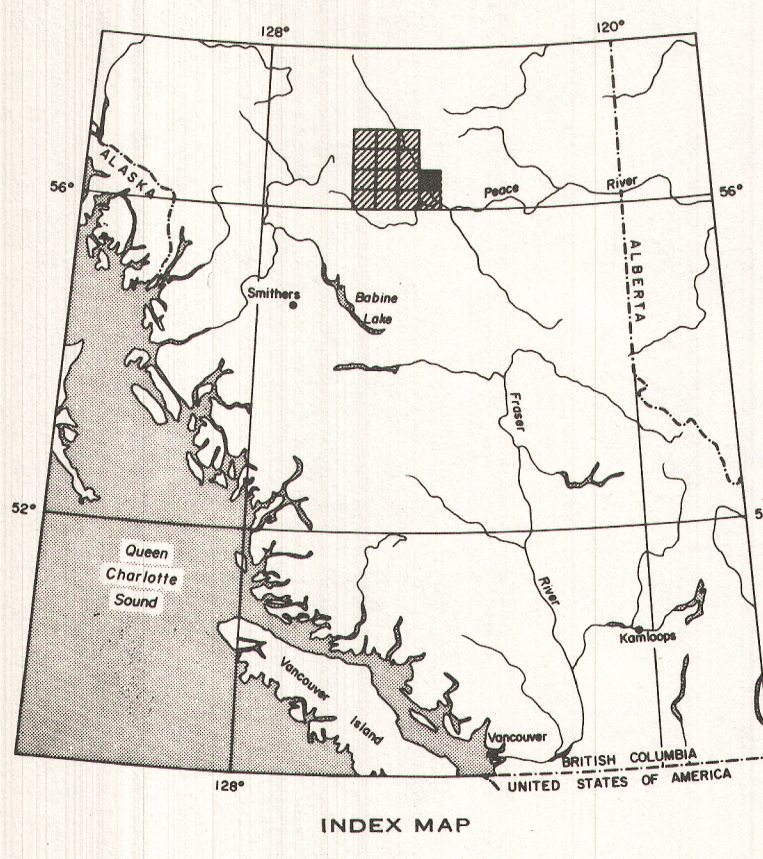 128°
120°
ALASKA
56°
Peace
River
56°
ALBERTA
Smithers
Babine
Lake
Fraser
52°
5
Queen
Charlotte
Sound
River
Kamloops
Vancouver
Island
Vancouver
BRITISH COLUMBIA
UNITED STATES OF AMERICA
128°
INDEX MAP